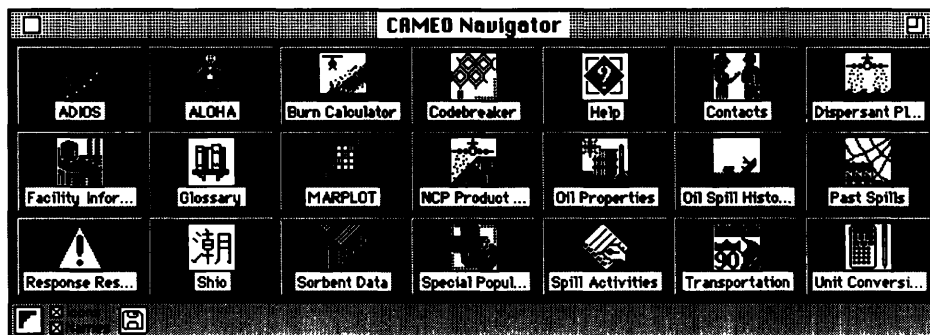 CAMEO Navigator
ADIOS ALOHA Burn Calculator Codebreaker Help Contacts Dispersant Pl...
Facility Infor... Glossary MARPLOT NCP Product ... Oil Properties Oil Spill Histo... Past Spills
90
Response Res... Shio Sorbent Data Special Popul... Spill Activities Transportation Unit Conversi...
潮